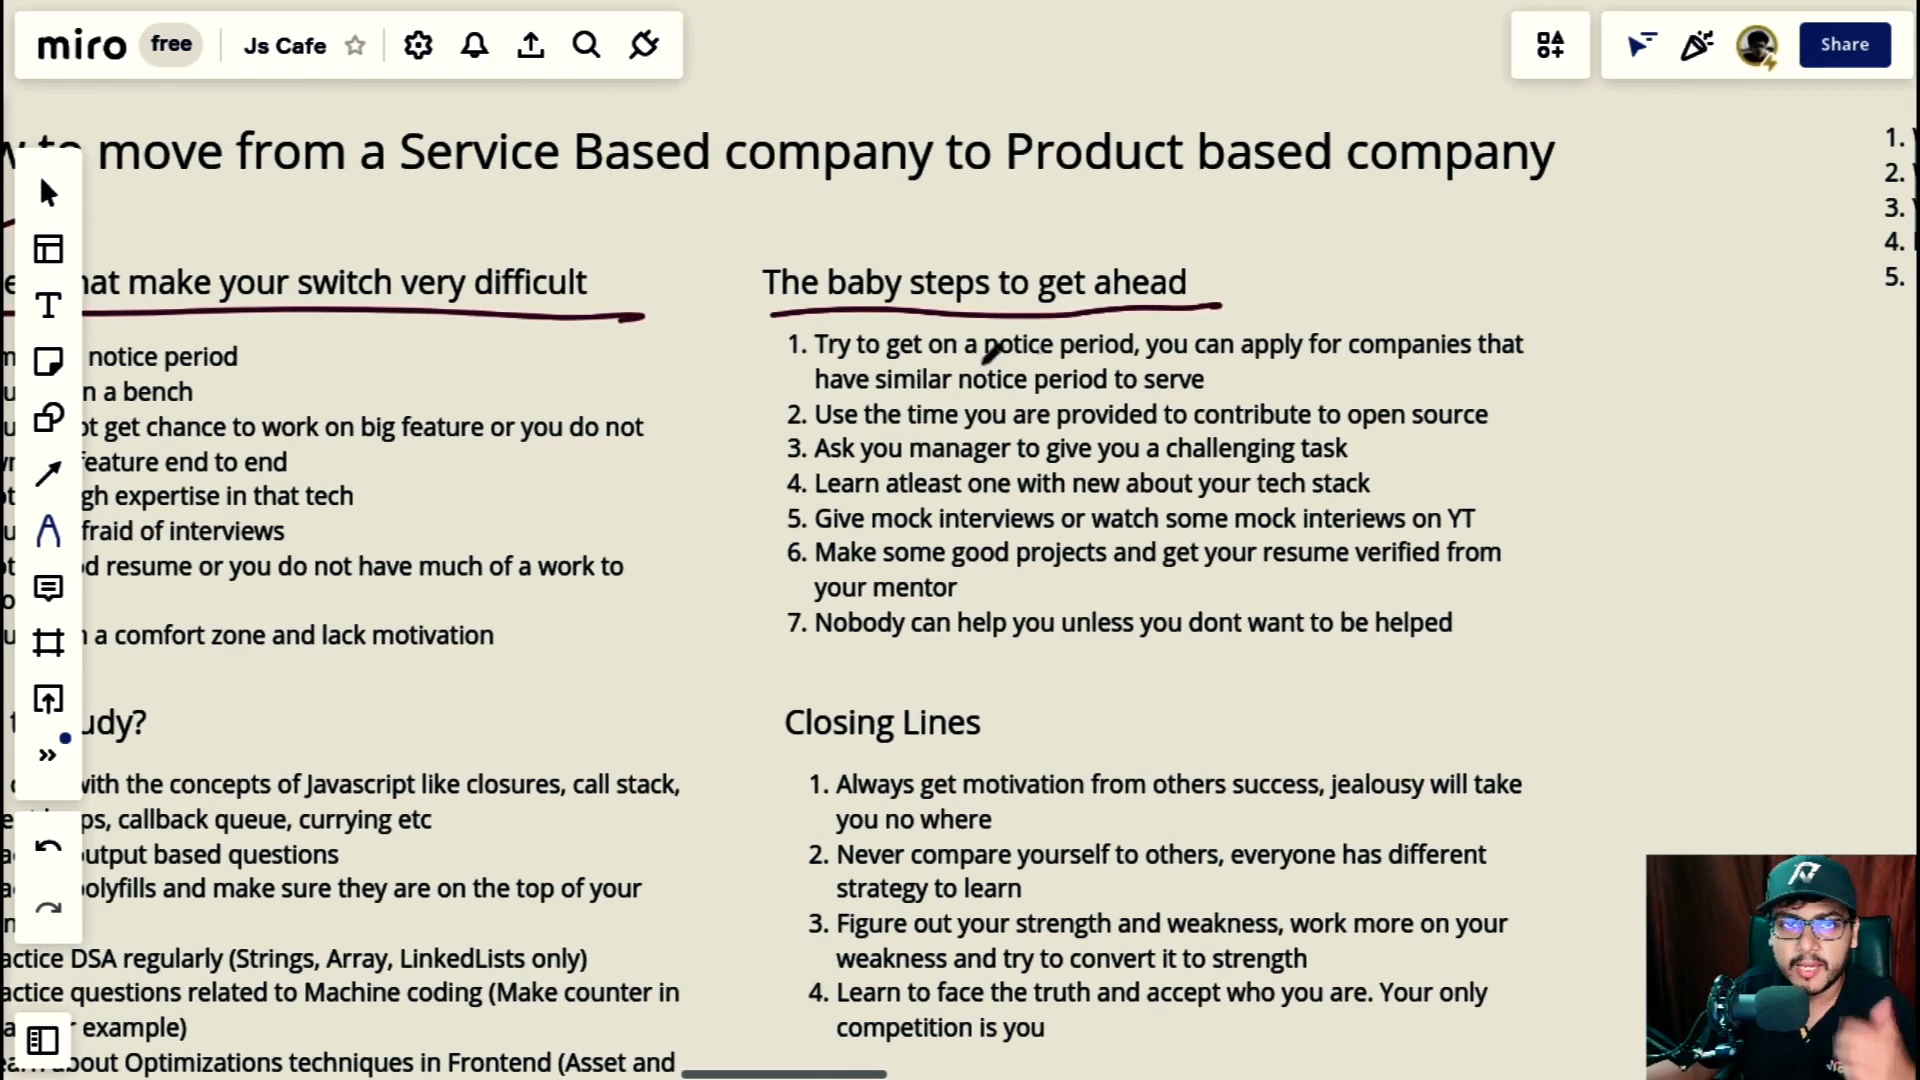 miro free Js Cafe Share
to move from a Service Based company to Product based company
1.
2.
3.
4.
5.
make your switch very difficult
notice period
a bench
get chance to work on big feature or you do not
feature end to end
expertise in that tech
of interviews
resume or you do not have much of a work to
a comfort zone and lack motivation
The baby steps to get ahead
1. Try to get on a notice period, you can apply for companies that
have similar notice period to serve
2. Use the time you are provided to contribute to open source
3. Ask you manager to give you a challenging task
4. Learn atleast one with new about your tech stack
5. Give mock interviews or watch some mock interiews on YT
6. Make some good projects and get your resume verified from
your mentor
7. Nobody can help you unless you dont want to be helped
with the concepts of Javascript like closures, call stack,
callback queue, currying etc
output based questions
polyfills and make sure they are on the top of your
DSA regularly (Strings, Array, LinkedLists only)
questions related to Machine coding (Make counter in
example)
about Optimizations techniques in Frontend (Asset and
Closing Lines
1. Always get motivation from others success, jealousy will take
you no where
2. Never compare yourself to others, everyone has different
strategy to learn
3. Figure out your strength and weakness, work more on your
weakness and try to convert it to strength
4. Learn to face the truth and accept who you are. Your only
competition is you